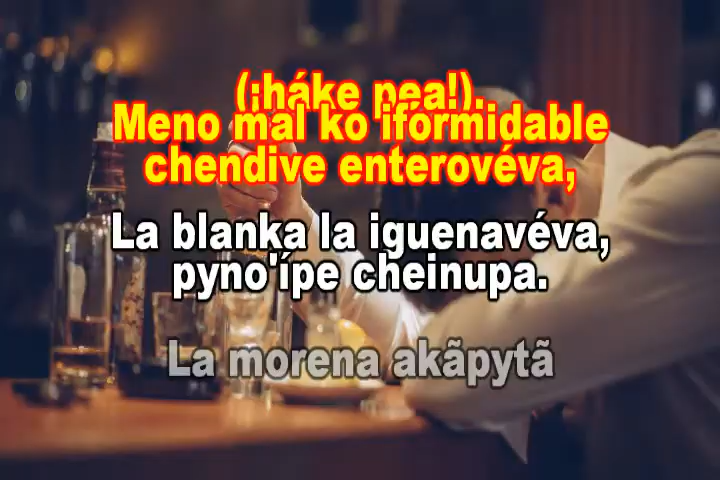 (¡háke pea!).
Meno mal ko iformidable
chendive enterovéva,
La blanka la iguenavéva,
pyno'ípe cheinupa.
La morena akãpytã